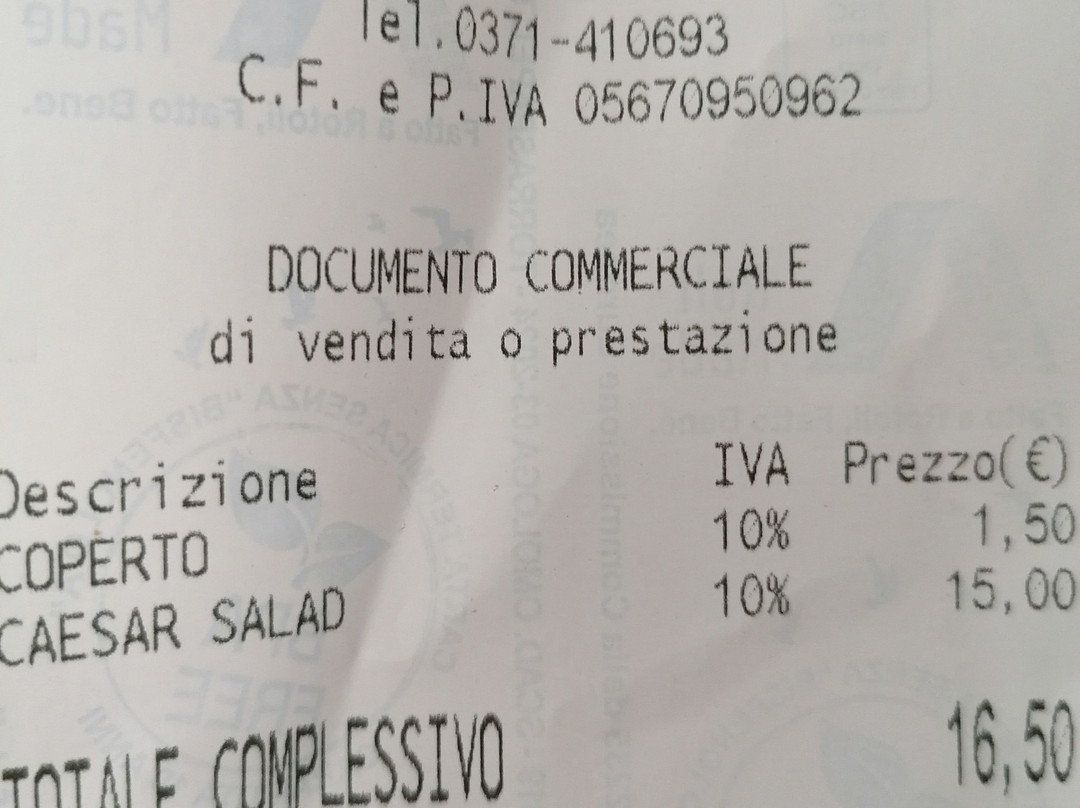 Tel.0371-410693
C.F. e P.IVA 05670950962
DOCUMENTO COMMERCIALE
di vendita o prestazione
Descrizione IVA Prezzo(€)
COPERTO 10% 1,50
CAESAR SALAD 10% 15,00
TOTALE COMPLESSIVO 16,50